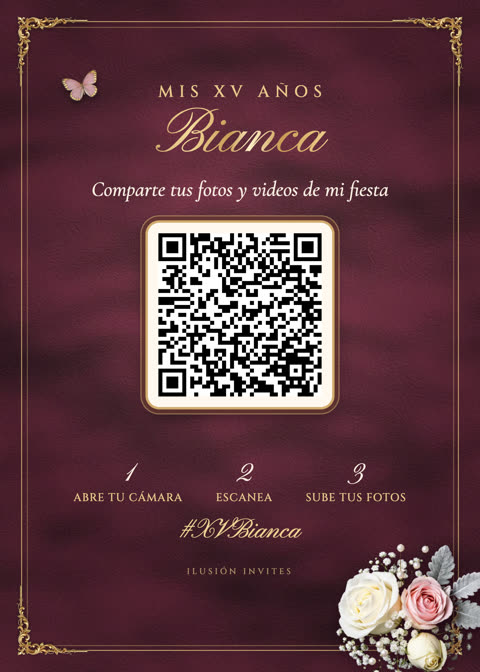 MIS XV AÑOS
Bianca
Comparte tus fotos y videos de mi fiesta
1 2 3
ABRE TU CÁMARA ESCANEA SUBE TUS FOTOS
#XVBianca
ILUSIÓN INVITES